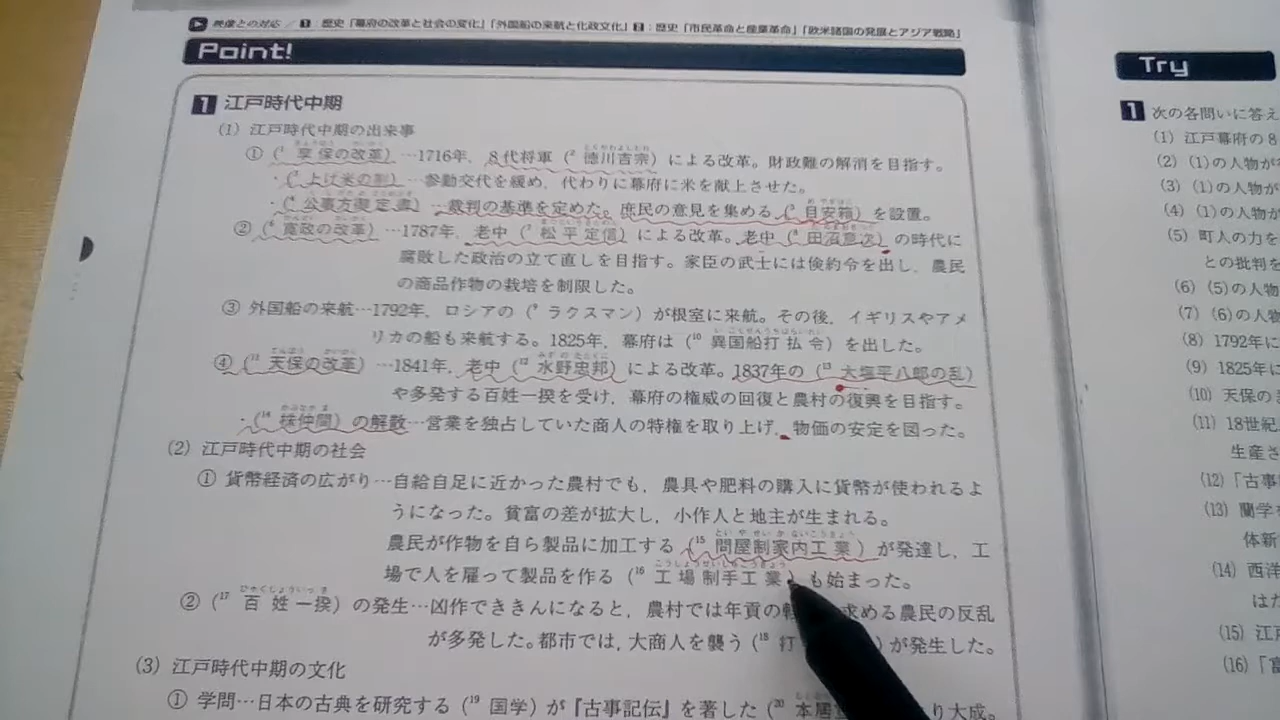 映像との対応 / 1：歴史「幕府の改革と社会の変化」「外国船の来航と化政文化」 2：歴史「市民革命と産業革命」「欧米諸国の発展とアジア戦略」
Point!
1 江戸時代中期
(1) 江戸時代中期の出来事
① (1 享保の改革) …1716年，8代将軍 (2 徳川吉宗) による改革。財政難の解消を目指す。
・(3 上げ米の制) …参勤交代を緩め，代わりに幕府に米を献上させた。
・(4 公事方御定書) …裁判の基準を定めた。庶民の意見を集める (5 目安箱) を設置。
② (6 寛政の改革) …1787年，老中 (7 松平定信) による改革。老中 (8 田沼意次) の時代に
腐敗した政治の立て直しを目指す。家臣の武士には倹約令を出し，農民
の商品作物の栽培を制限した。
③ 外国船の来航…1792年，ロシアの (9 ラクスマン) が根室に来航。その後，イギリスやアメ
リカの船も来航する。1825年，幕府は (10 異国船打払令) を出した。
④ (11 天保の改革) …1841年，老中 (12 水野忠邦) による改革。1837年の (13 大塩平八郎の乱)
や多発する百姓一揆を受け，幕府の権威の回復と農村の復興を目指す。
・(14 株仲間) の解散…営業を独占していた商人の特権を取り上げ，物価の安定を図った。
(2) 江戸時代中期の社会
① 貨幣経済の広がり…自給自足に近かった農村でも，農具や肥料の購入に貨幣が使われるよ
うになった。貧富の差が拡大し，小作人と地主が生まれる。
農民が作物を自ら製品に加工する (15 問屋制家内工業) が発達し，工
場で人を雇って製品を作る (16 工場制手工業) も始まった。
② (17 百姓一揆) の発生…凶作でききんになると，農村では年貢の軽 求める農民の反乱
が多発した。都市では，大商人を襲う (18 打 ) が発生した。
(3) 江戸時代中期の文化
① 学問…日本の古典を研究する (19 国学) が『古事記伝』を著した (20 本居 り大成。
Try
1 次の各問いに答え
(1) 江戸幕府の8
(2) (1)の人物が
(3) (1)の人物か
(4) (1)の人物
(5) 町人の力を
との批判を
(6) (5)の人物
(7) (6)の人物
(8) 1792年に
(9) 1825年に
(10) 天保の
(11) 18世紀
生産さ
(12) 「古事
(13) 蘭学を
体新
(14) 西洋
はた
(15) 江戸
(16) 「富